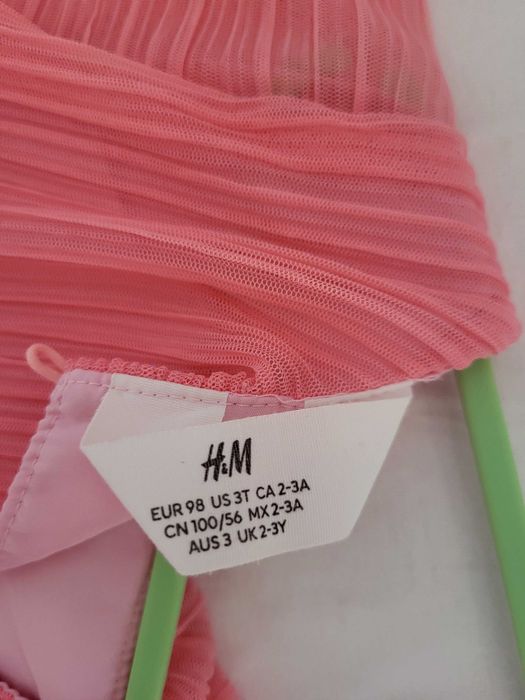 H&M
EUR 98 US 3T CA 2-3A
CN 100/56 MX 2-3A
AUS 3 UK 2-3Y